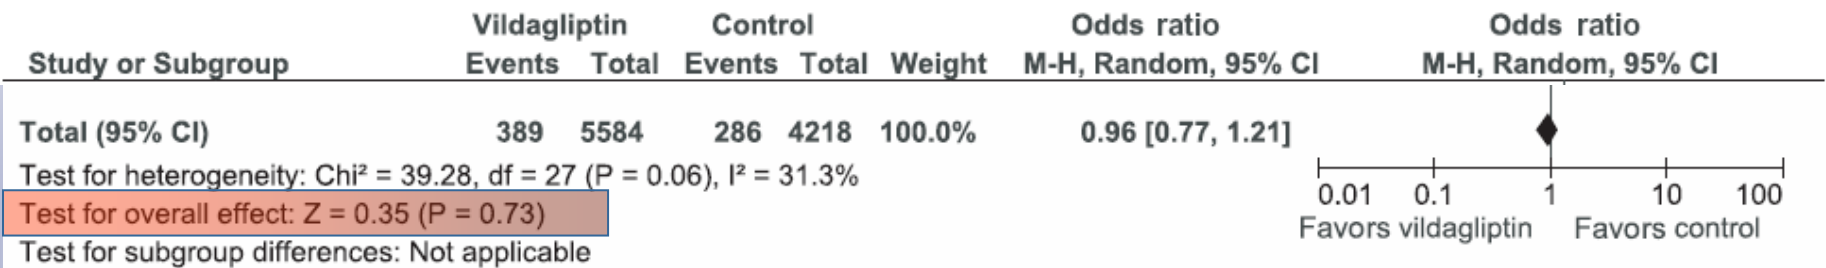 Vildagliptin Control Odds ratio Odds ratio
Study or Subgroup Events Total Events Total Weight M-H, Random, 95% CI M-H, Random, 95% CI
Total (95% CI) 389 5584 286 4218 100.0% 0.96 [0.77, 1.21]
Test for heterogeneity: Chi² = 39.28, df = 27 (P = 0.06), I² = 31.3%
Test for overall effect: Z = 0.35 (P = 0.73)
Test for subgroup differences: Not applicable
0.01 0.1 1 10 100
Favors vildagliptin Favors control